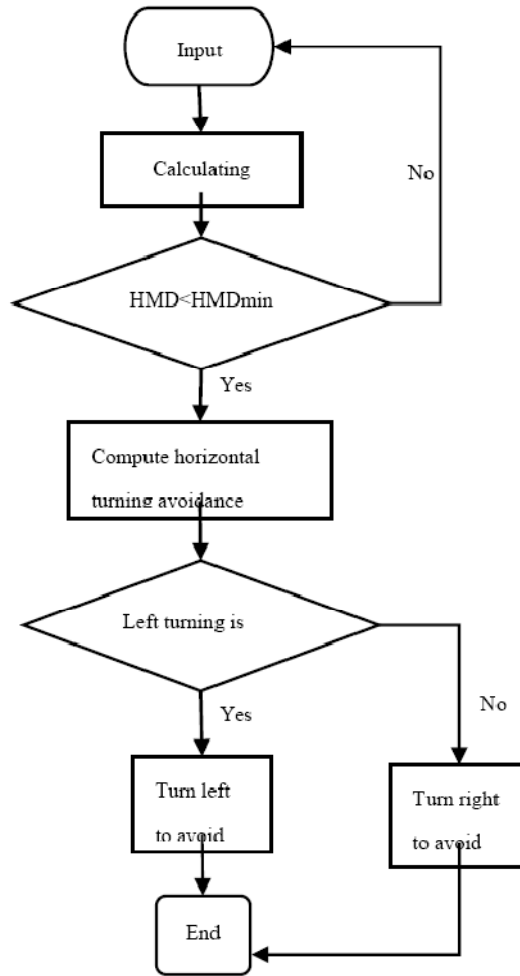 Input
Calculating
No
HMD<HMDmin
Yes
Compute horizontal
turning avoidance
Left turning is
Yes
No
Turn left
to avoid
Turn right
to avoid
End